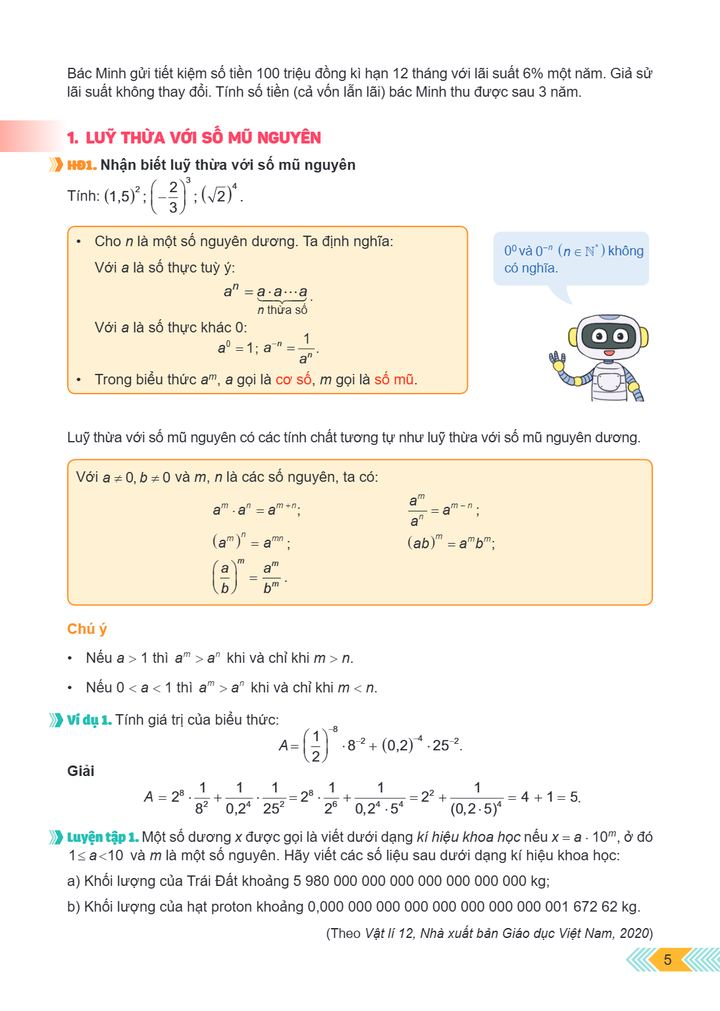 Bác Minh gửi tiết kiệm số tiền 100 triệu đồng kì hạn 12 tháng với lãi suất 6% một năm. Giả sử
lãi suất không thay đổi. Tính số tiền (cả vốn lẫn lãi) bác Minh thu được sau 3 năm.
1. LUỸ THỪA VỚI SỐ MŨ NGUYÊN
HĐ1. Nhận biết luỹ thừa với số mũ nguyên
Tính: (1,5)²; (−2/3)³; (√2)⁴.
• Cho n là một số nguyên dương. Ta định nghĩa:
Với a là số thực tuỳ ý:
aⁿ = a·a···a.
n thừa số
Với a là số thực khác 0:
a⁰ = 1; a⁻ⁿ = 1/aⁿ.
• Trong biểu thức aᵐ, a gọi là cơ số, m gọi là số mũ.
0⁰ và 0⁻ⁿ (n ∈ ℕ*) không
có nghĩa.
Luỹ thừa với số mũ nguyên có các tính chất tương tự như luỹ thừa với số mũ nguyên dương.
Với a ≠ 0, b ≠ 0 và m, n là các số nguyên, ta có:
aᵐ · aⁿ = aᵐ⁺ⁿ; aᵐ/aⁿ = aᵐ⁻ⁿ;
(aᵐ)ⁿ = aᵐⁿ; (ab)ᵐ = aᵐbᵐ;
(a/b)ᵐ = aᵐ/bᵐ.
Chú ý
• Nếu a > 1 thì aᵐ > aⁿ khi và chỉ khi m > n.
• Nếu 0 < a < 1 thì aᵐ > aⁿ khi và chỉ khi m < n.
Ví dụ 1. Tính giá trị của biểu thức:
A = (1/2)⁻⁸ · 8⁻² + (0,2)⁻⁴ · 25⁻².
Giải
A = 2⁸ · 1/8² + 1/0,2⁴ · 1/25² = 2⁸ · 1/2⁶ + 1/(0,2⁴ · 5⁴) = 2² + 1/(0,2 · 5)⁴ = 4 + 1 = 5.
Luyện tập 1. Một số dương x được gọi là viết dưới dạng kí hiệu khoa học nếu x = a · 10ᵐ, ở đó
1 ≤ a < 10 và m là một số nguyên. Hãy viết các số liệu sau dưới dạng kí hiệu khoa học:
a) Khối lượng của Trái Đất khoảng 5 980 000 000 000 000 000 000 000 kg;
b) Khối lượng của hạt proton khoảng 0,000 000 000 000 000 000 000 000 001 672 62 kg.
(Theo Vật lí 12, Nhà xuất bản Giáo dục Việt Nam, 2020)
5